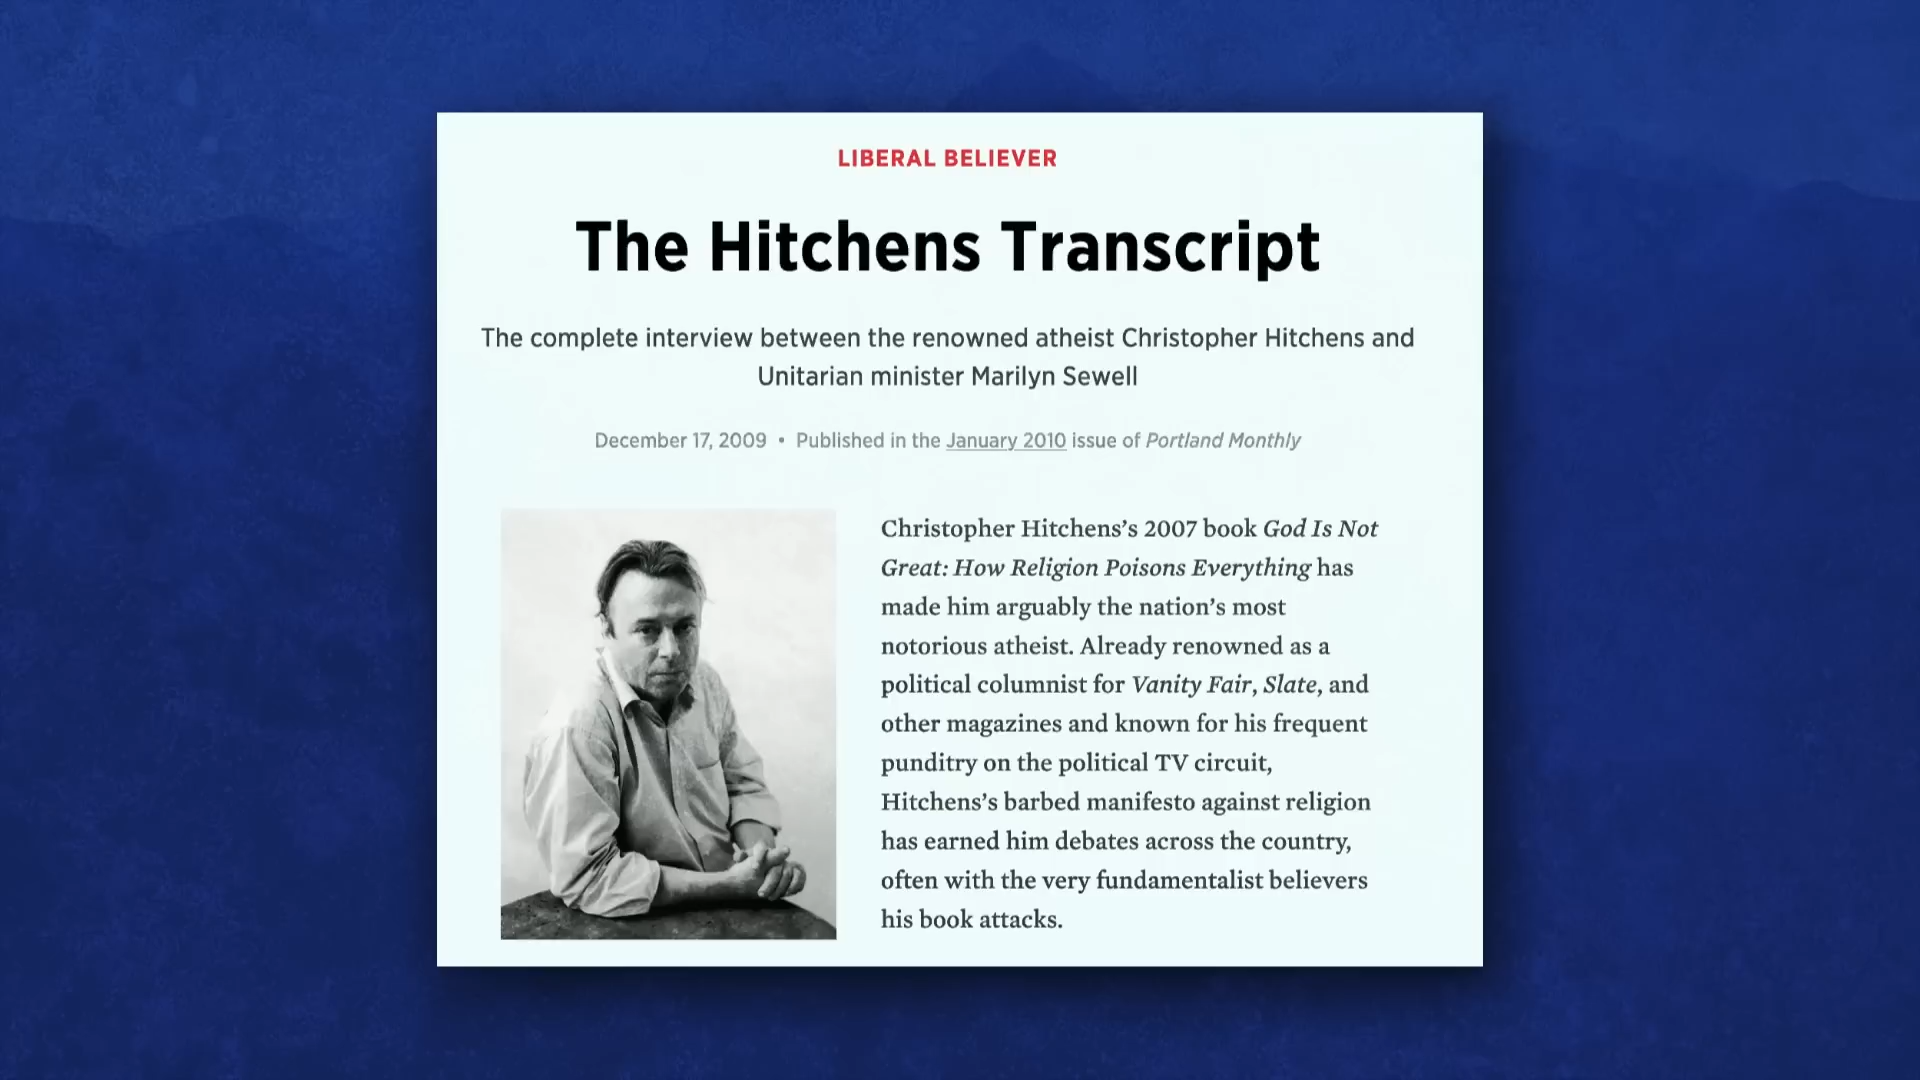 LIBERAL BELIEVER
The Hitchens Transcript
The complete interview between the renowned atheist Christopher Hitchens and
Unitarian minister Marilyn Sewell
December 17, 2009 • Published in the January 2010 issue of Portland Monthly
Christopher Hitchens’s 2007 book God Is Not
Great: How Religion Poisons Everything has
made him arguably the nation’s most
notorious atheist. Already renowned as a
political columnist for Vanity Fair, Slate, and
other magazines and known for his frequent
punditry on the political TV circuit,
Hitchens’s barbed manifesto against religion
has earned him debates across the country,
often with the very fundamentalist believers
his book attacks.